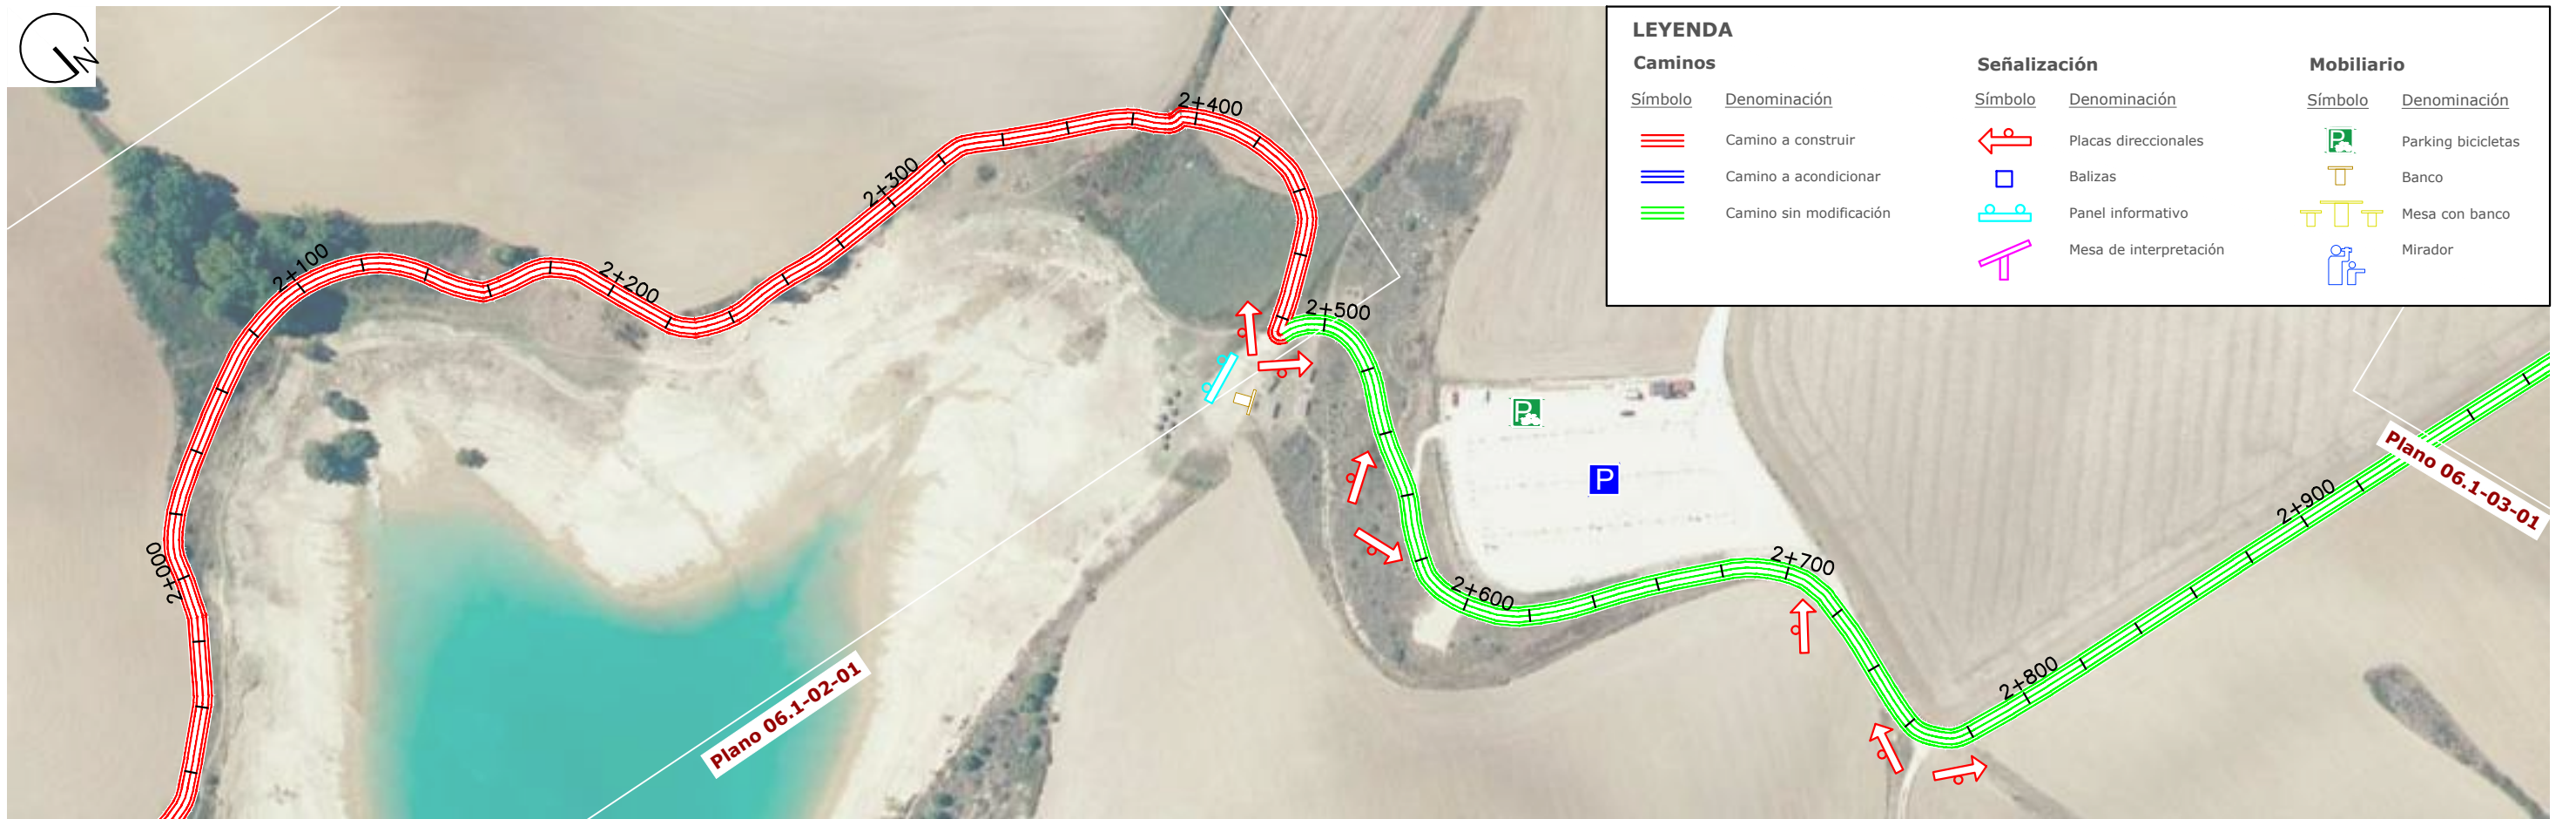 N
LEYENDA
Caminos
Símbolo Denominación
Camino a construir
Camino a acondicionar
Camino sin modificación
Señalización
Símbolo Denominación
Placas direccionales
Balizas
Panel informativo
Mesa de interpretación
Mobiliario
Símbolo Denominación
P Parking bicicletas
Banco
Mesa con banco
Mirador
2+000
2+100
2+200
2+300
2+400
2+500
2+600
2+700
2+800
2+900
P
P
Plano 06.1-02-01
Plano 06.1-03-01